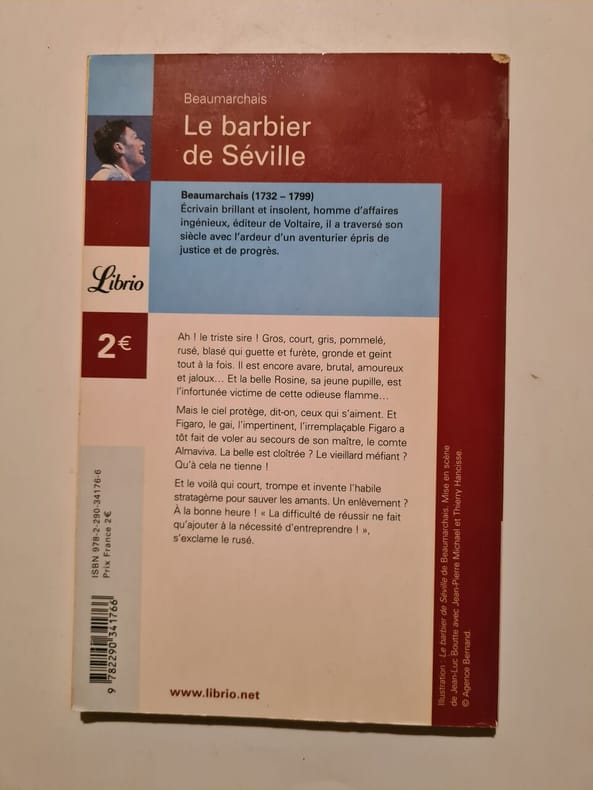 Beaumarchais
Le barbier
de Séville
Beaumarchais (1732 – 1799)
Écrivain brillant et insolent, homme d'affaires
ingénieux, éditeur de Voltaire, il a traversé son
siècle avec l'ardeur d'un aventurier épris de
justice et de progrès.
Librio
2€
Ah ! le triste sire ! Gros, court, gris, pommelé,
rusé, blasé qui guette et furète, gronde et geint
tout à la fois. Il est encore avare, brutal, amoureux
et jaloux… Et la belle Rosine, sa jeune pupille, est
l'infortunée victime de cette odieuse flamme…
Mais le ciel protège, dit-on, ceux qui s'aiment. Et
Figaro, le gai, l'impertinent, l'irremplaçable Figaro a
tôt fait de voler au secours de son maître, le comte
Almaviva. La belle est cloîtrée ? Le vieillard méfiant ?
Qu'à cela ne tienne !
Et le voilà qui court, trompe et invente l'habile
stratagème pour sauver les amants. Un enlèvement ?
À la bonne heure ! « La difficulté de réussir ne fait
qu'ajouter à la nécessité d'entreprendre ! »,
s'exclame le rusé.
ISBN 978-2-290-34176-6
Prix France 2€
9 782290 341766
www.librio.net
Illustration : Le barbier de Séville de Beaumarchais. Mise en scène
de Jean-Luc Boutte avec Jean-Pierre Michael et Thierry Hancisse.
© Agence Bernand.